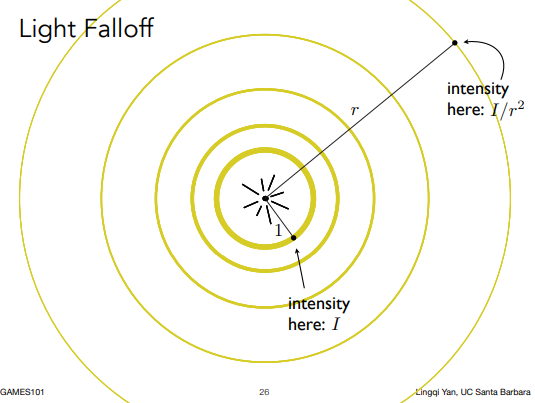 Light Falloff
intensity
here: I/r²
r
1
intensity
here: I
GAMES101
26
Lingqi Yan, UC Santa Barbara